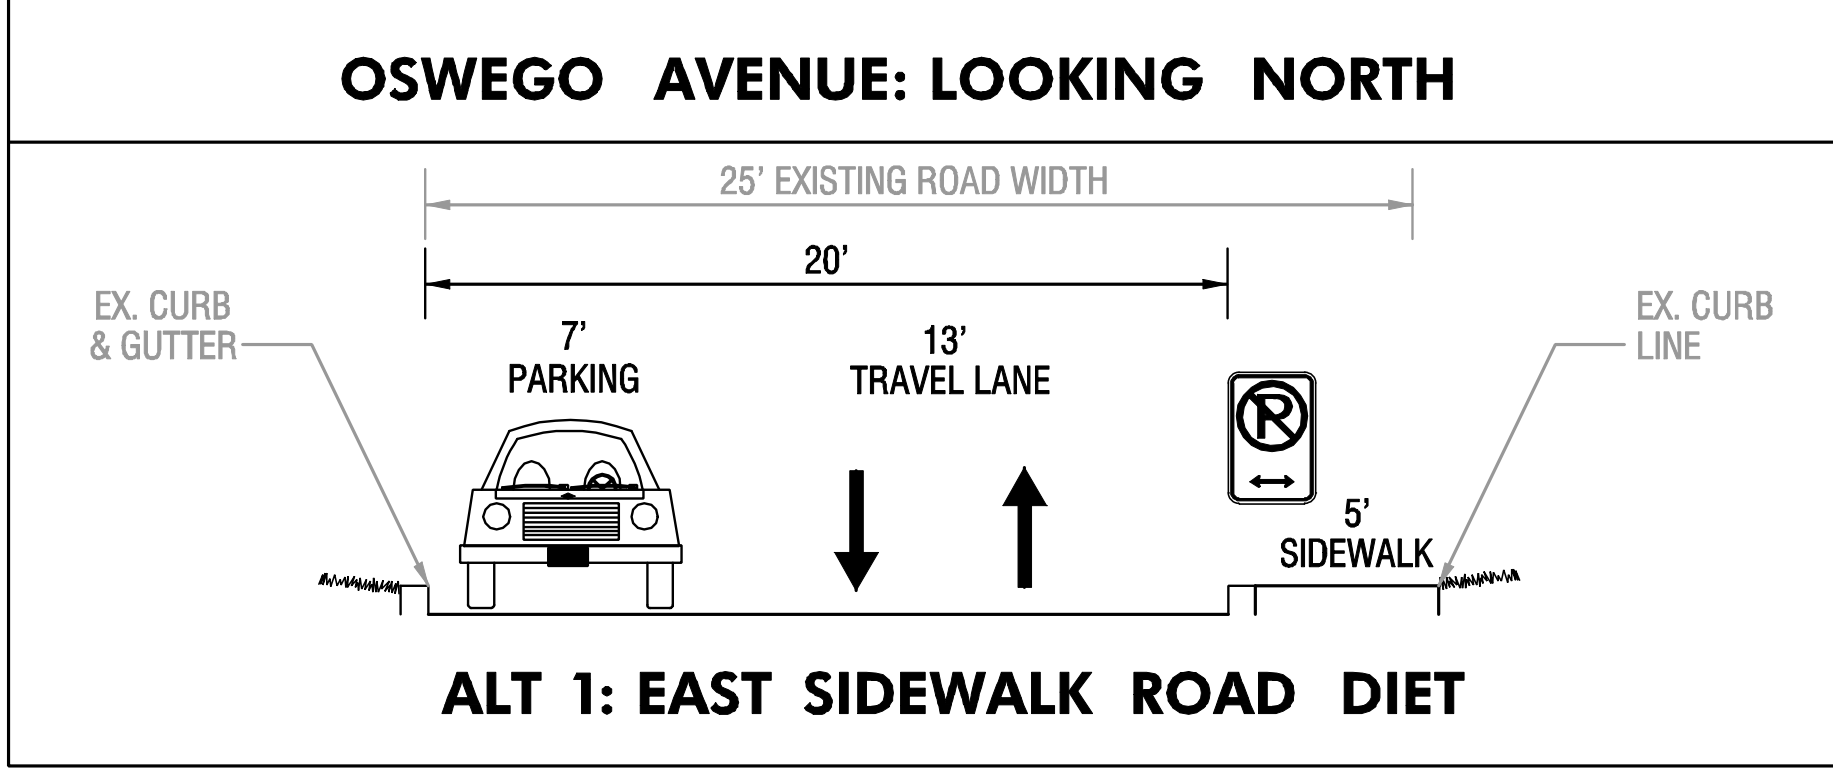 OSWEGO AVENUE: LOOKING NORTH
25’ EXISTING ROAD WIDTH
20’
EX. CURB
& GUTTER
7’
PARKING
13’
TRAVEL LANE
EX. CURB
LINE
P
5’
SIDEWALK
ALT 1: EAST SIDEWALK ROAD DIET